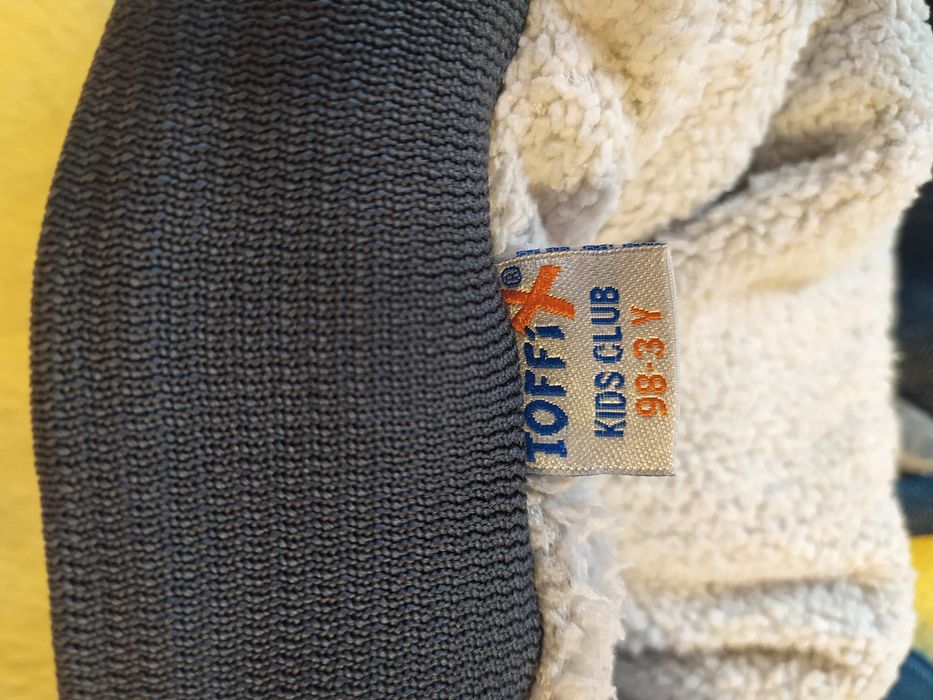 TOFFiX®
KIDS CLUB
98-3 Y